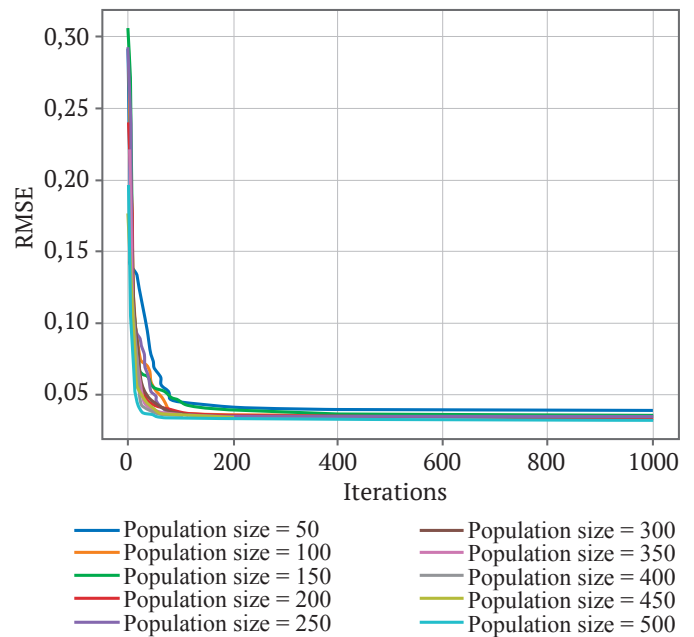 0,30
0,25
0,20
0,15
0,10
0,05
RMSE
0 200 400 600 800 1000
Iterations
Population size = 50
Population size = 100
Population size = 150
Population size = 200
Population size = 250
Population size = 300
Population size = 350
Population size = 400
Population size = 450
Population size = 500